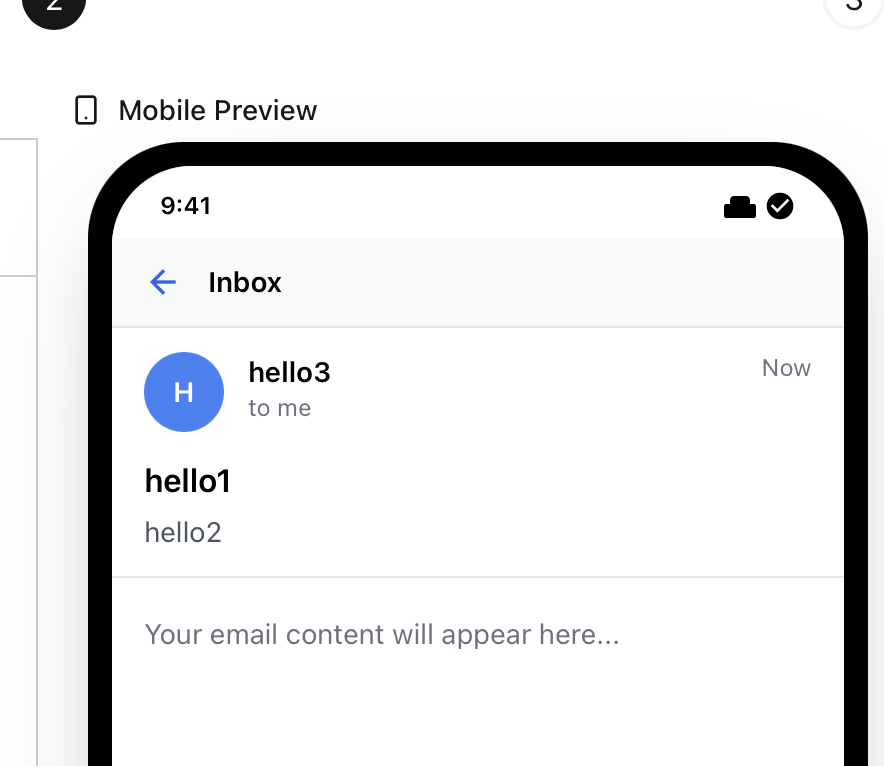 2
3
Mobile Preview
9:41
Inbox
H
hello3
Now
to me
hello1
hello2
Your email content will appear here...